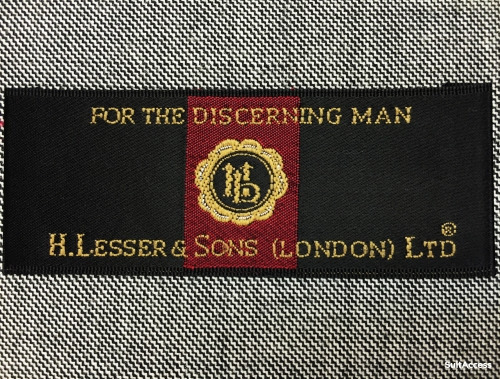 FOR THE DISCERNING MAN
H.LESSER & SONS (LONDON) LTD®
SuitAccess